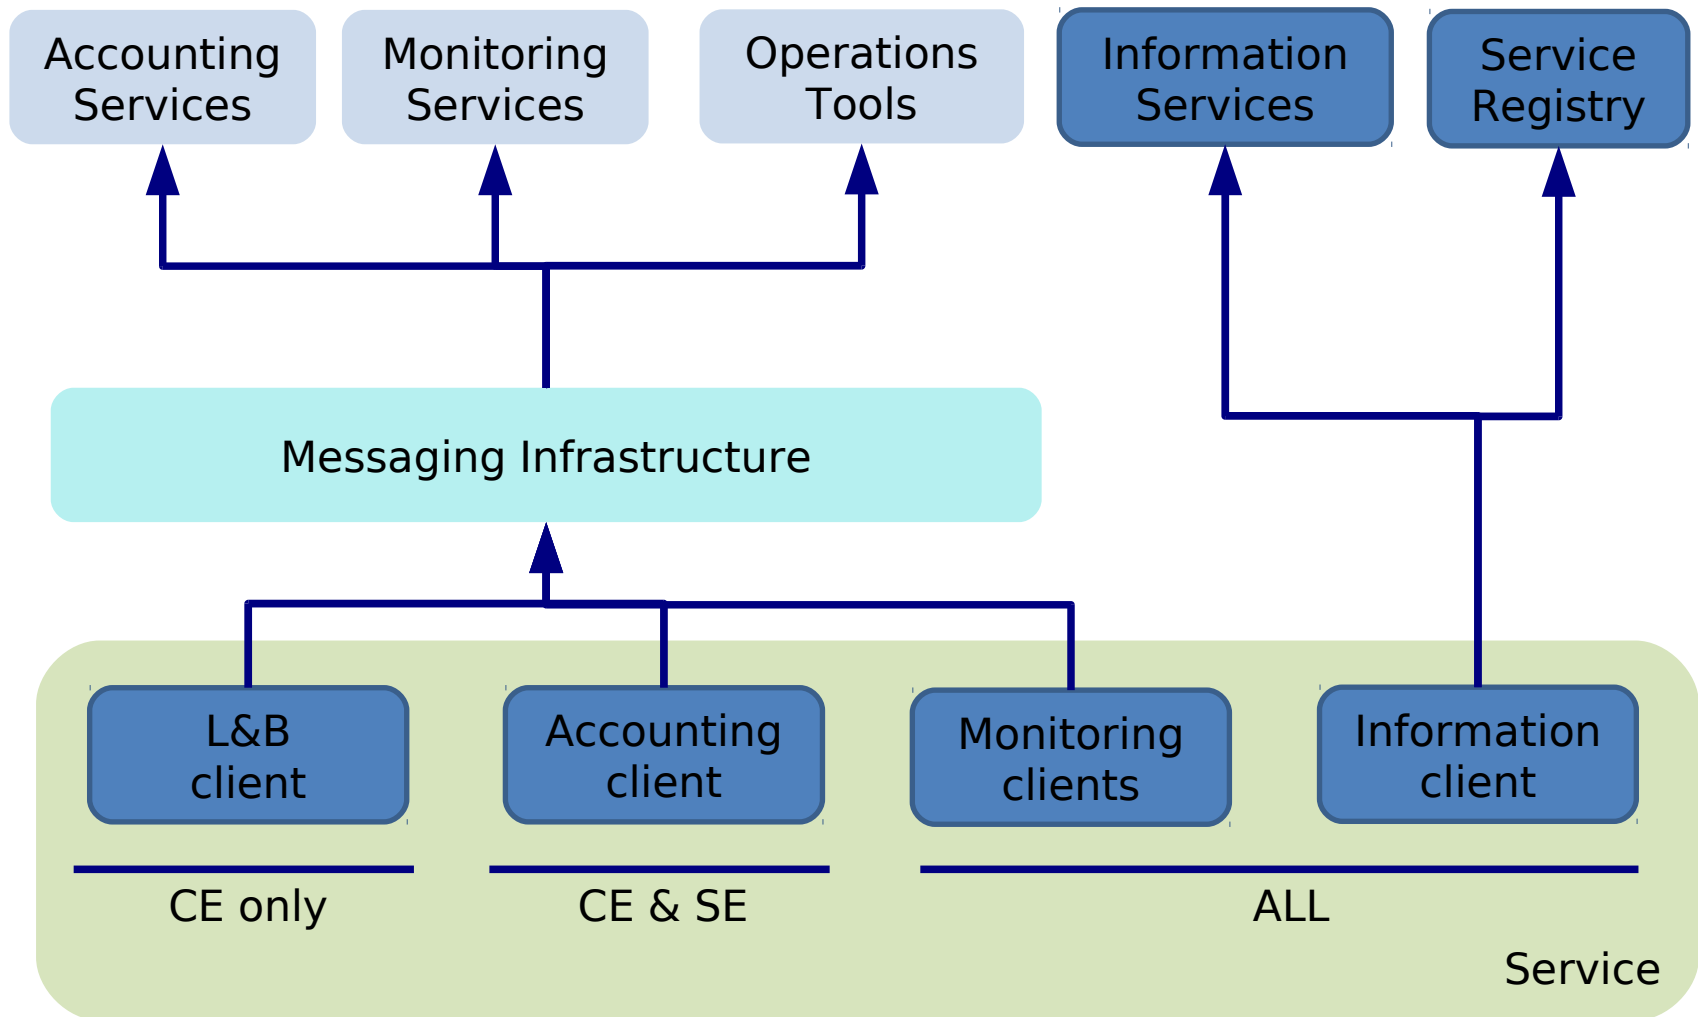 Accounting
Services
Monitoring
Services
Operations
Tools
Information
Services
Service
Registry
Messaging Infrastructure
L&B
client
Accounting
client
Monitoring
clients
Information
client
CE only
CE & SE
ALL
Service